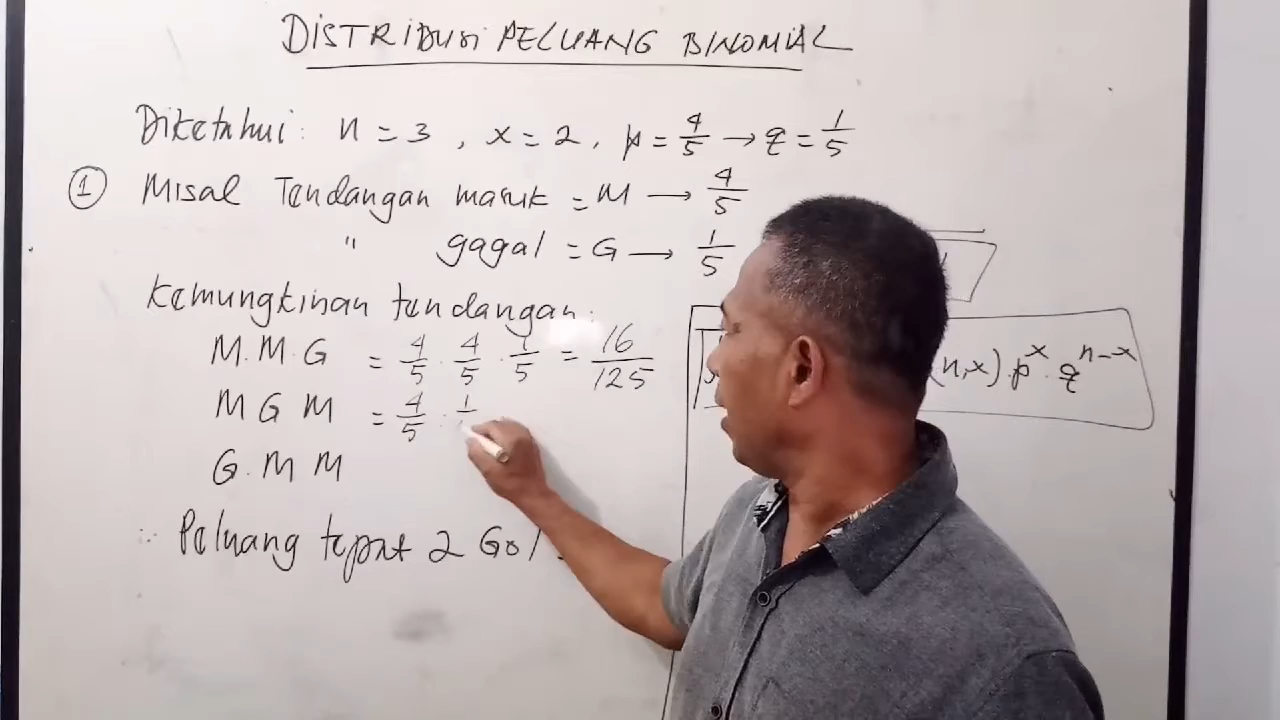 DISTRIBUSI PELUANG BINOMIAL
Diketahui: n = 3 , x = 2 , p = 4/5 → q = 1/5
① Misal Tendangan masuk = M → 4/5
" gagal = G → 1/5
Kemungkinan tendangan:
M.M.G = 4/5 . 4/5 . 1/5 = 16/125
M G M = 4/5 . 1
G.M M
∴ Peluang tepat 2 Gol
(n,x).p^x.q^n-x